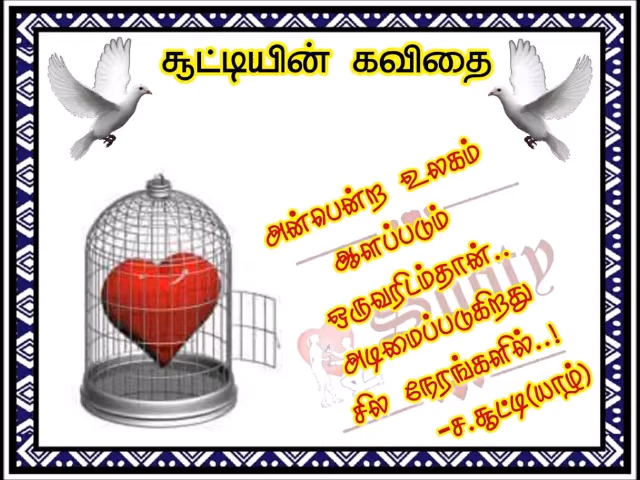 சூட்டியின் கவிதை
அன்பென்ற உலகம்
ஆளப்படும்
ஒருவரிடம்தான்..
அடிமைப்படுகிறது
சில நேரங்களில்..!
-ச.சூட்டி(யாழ்)